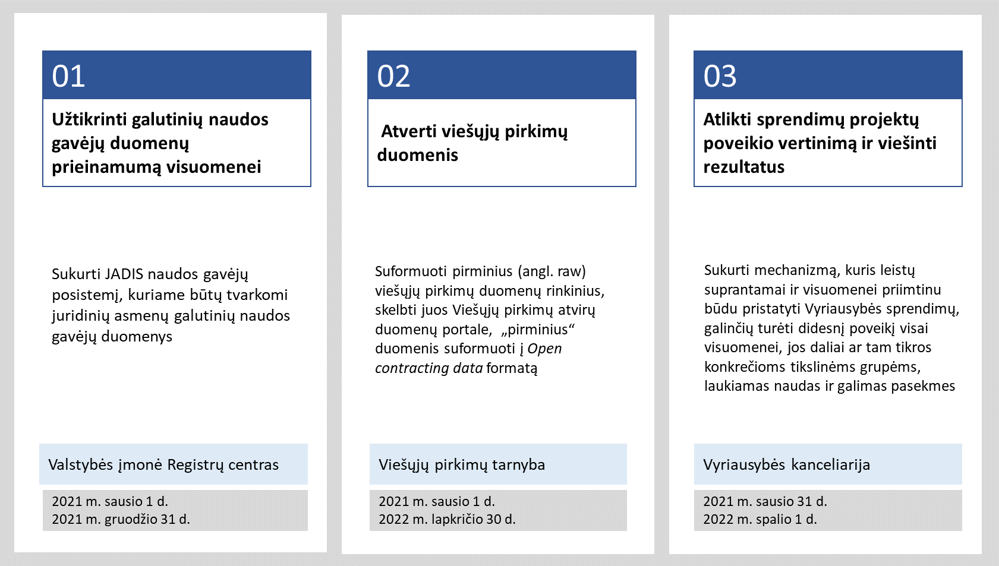 01
Užtikrinti galutinių naudos
gavėjų duomenų
prieinamumą visuomenei
Sukurti JADIS naudos gavėjų
posistemį, kuriame būtų tvarkomi
juridinių asmenų galutinių naudos
gavėjų duomenys
Valstybės įmonė Registrų centras
2021 m. sausio 1 d.
2021 m. gruodžio 31 d.
02
Atverti viešųjų pirkimų
duomenis
Suformuoti pirminius (angl. raw)
viešųjų pirkimų duomenų rinkinius,
skelbti juos Viešųjų pirkimų atvirų
duomenų portale, „pirminius“
duomenis suformuoti į Open
contracting data formatą
Viešųjų pirkimų tarnyba
2021 m. sausio 1 d.
2022 m. lapkričio 30 d.
03
Atlikti sprendimų projektų
poveikio vertinimą ir viešinti
rezultatus
Sukurti mechanizmą, kuris leistų
suprantamai ir visuomenei priimtinu
būdu pristatyti Vyriausybės sprendimų,
galinčių turėti didesnį poveikį visai
visuomenei, jos daliai ar tam tikros
konkrečioms tikslinėms grupėms,
laukiamas naudas ir galimas pasekmes
Vyriausybės kanceliarija
2021 m. sausio 31 d.
2022 m. spalio 1 d.